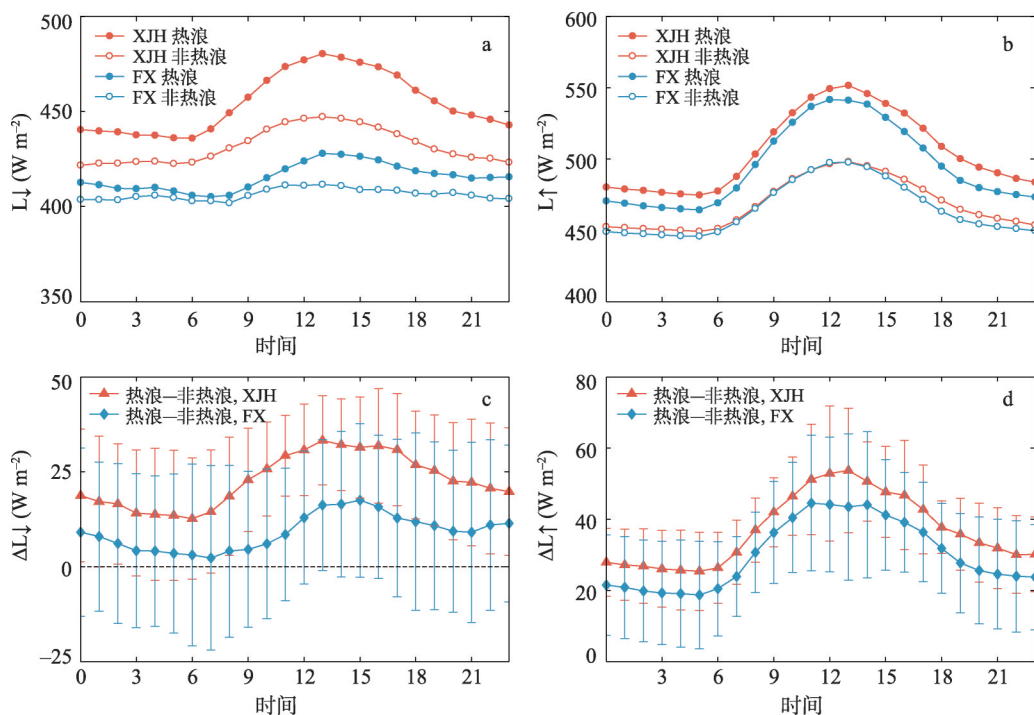 500
450
400
350
L↓ (W m⁻²)
XJH 热浪
XJH 非热浪
FX 热浪
FX 非热浪
a
0 3 6 9 12 15 18 21
时间
600
550
500
450
400
L↑ (W m⁻²)
XJH 热浪
XJH 非热浪
FX 热浪
FX 非热浪
b
0 3 6 9 12 15 18 21
时间
50
25
0
−25
ΔL↓ (W m⁻²)
热浪—非热浪, XJH
热浪—非热浪, FX
c
0 3 6 9 12 15 18 21
时间
80
60
40
20
0
ΔL↑ (W m⁻²)
热浪—非热浪, XJH
热浪—非热浪, FX
d
0 3 6 9 12 15 18 21
时间